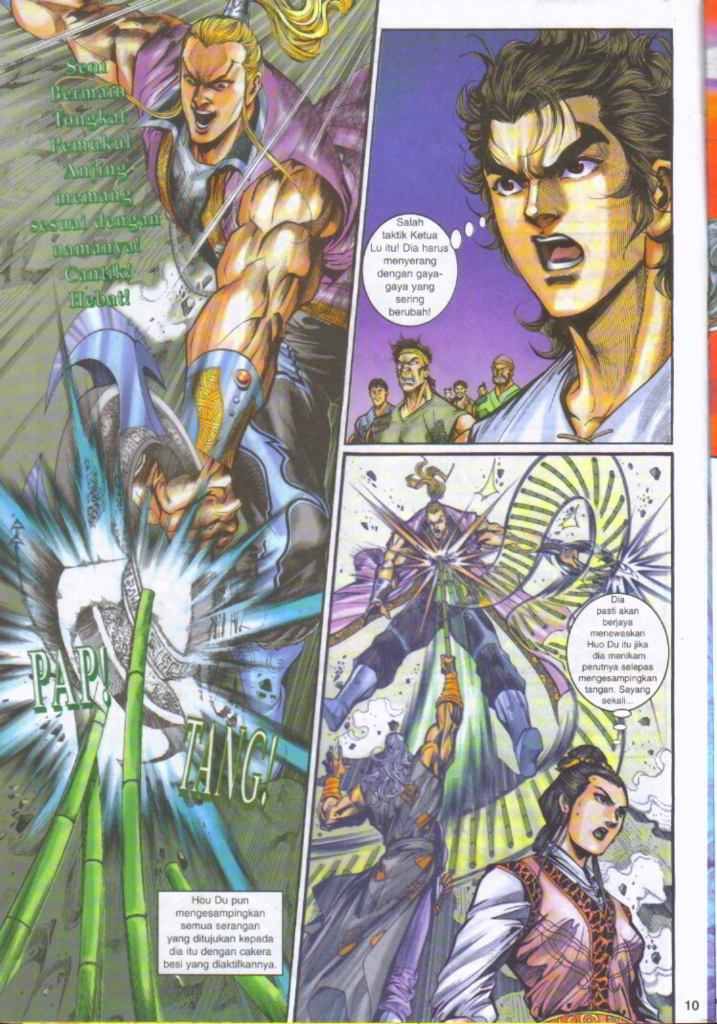 Seni
Bermain
Tongkat
Pemukul
Anjing
memang
sesuai dengan
namanya!
Cantik!
Hebat!
Salah
taktik Ketua
Lu itu! Dia harus
menyerang
dengan gaya-
gaya yang
sering
berubah!
Dia
pasti akan
berjaya
menewaskan
Huo Du itu jika
dia menikam
perutnya selepas
mengesampingkan
tangan. Sayang
sekali...
PAP!
TANG!
Hou Du pun
mengesampingkan
semua serangan
yang ditujukan kepada
dia itu dengan cakera
besi yang diaktifkannya.
10